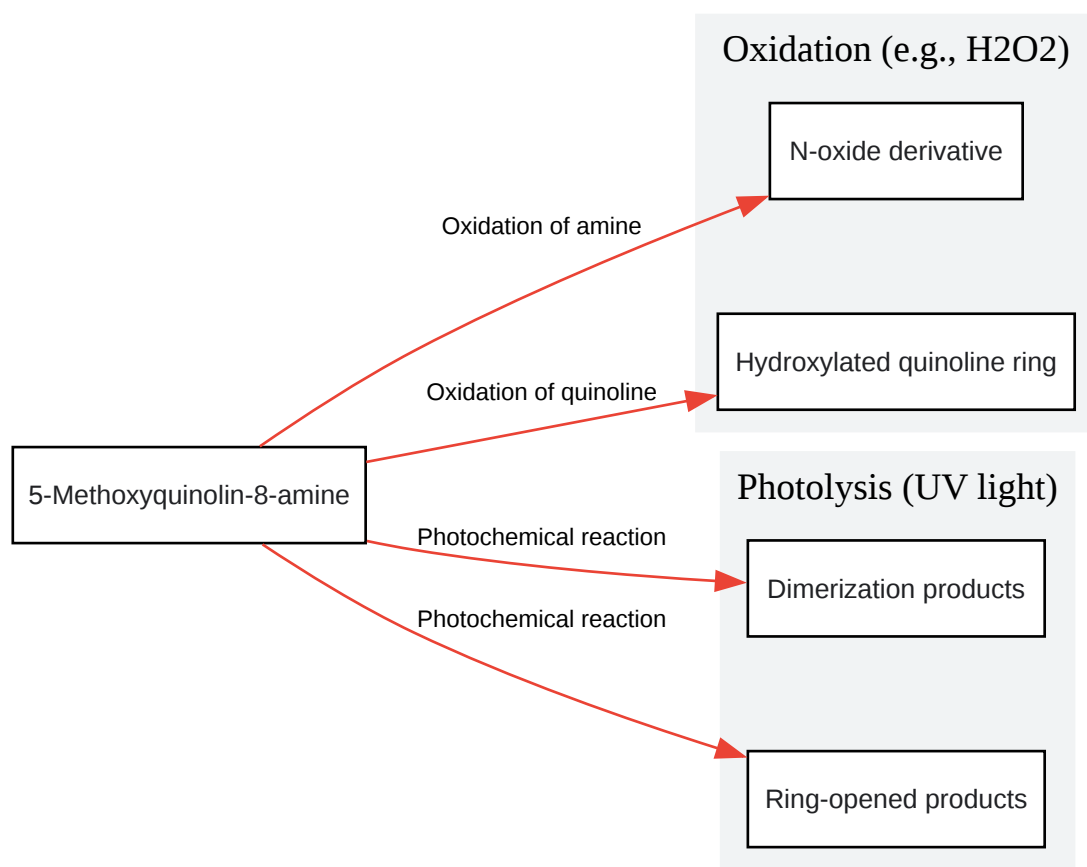 Oxidation (e.g., H2O2)
N-oxide derivative
Oxidation of amine
Hydroxylated quinoline ring
Oxidation of quinoline
5-Methoxyquinolin-8-amine
Photolysis (UV light)
Photochemical reaction
Dimerization products
Photochemical reaction
Ring-opened products